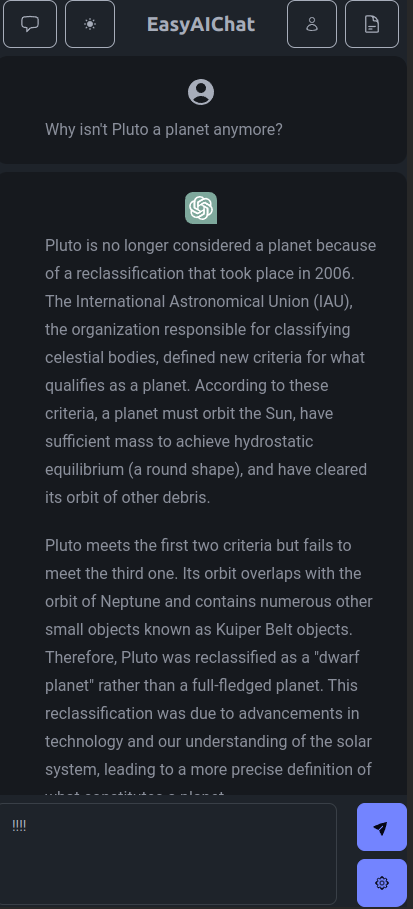 EasyAIChat
Why isn't Pluto a planet anymore?
Pluto is no longer considered a planet because
of a reclassification that took place in 2006.
The International Astronomical Union (IAU),
the organization responsible for classifying
celestial bodies, defined new criteria for what
qualifies as a planet. According to these
criteria, a planet must orbit the Sun, have
sufficient mass to achieve hydrostatic
equilibrium (a round shape), and have cleared
its orbit of other debris.
Pluto meets the first two criteria but fails to
meet the third one. Its orbit overlaps with the
orbit of Neptune and contains numerous other
small objects known as Kuiper Belt objects.
Therefore, Pluto was reclassified as a "dwarf
planet" rather than a full-fledged planet. This
reclassification was due to advancements in
technology and our understanding of the solar
system, leading to a more precise definition of
what constitutes a planet.
!!!!